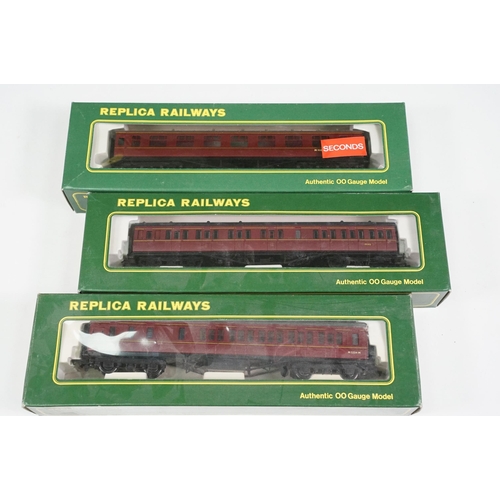 REPLICA RAILWAYS
SECONDS
Authentic OO Gauge Model
REPLICA RAILWAYS
Authentic OO Gauge Model
REPLICA RAILWAYS
Authentic OO Gauge Model